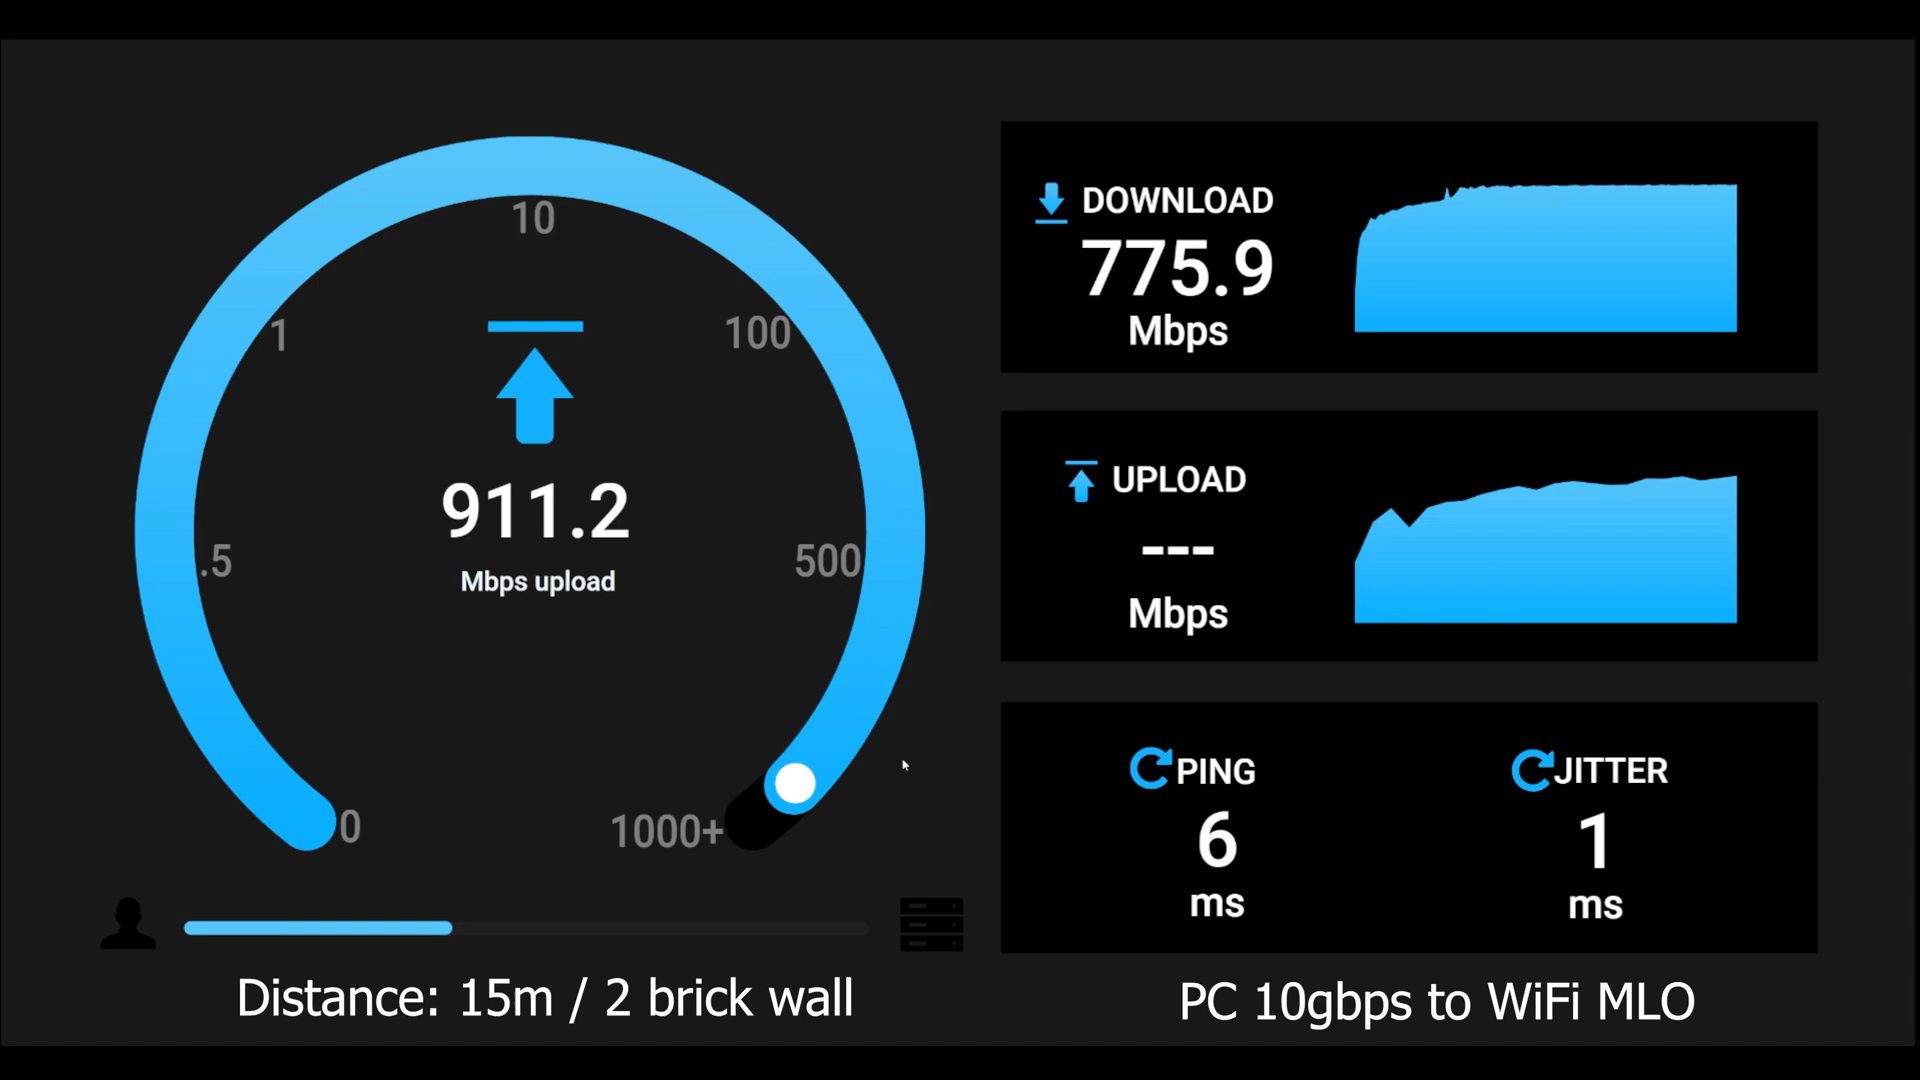 10
1
100
.5
500
0
1000+
911.2
Mbps upload
DOWNLOAD
775.9
Mbps
UPLOAD
---
Mbps
PING
6
ms
JITTER
1
ms
Distance: 15m / 2 brick wall
PC 10gbps to WiFi MLO